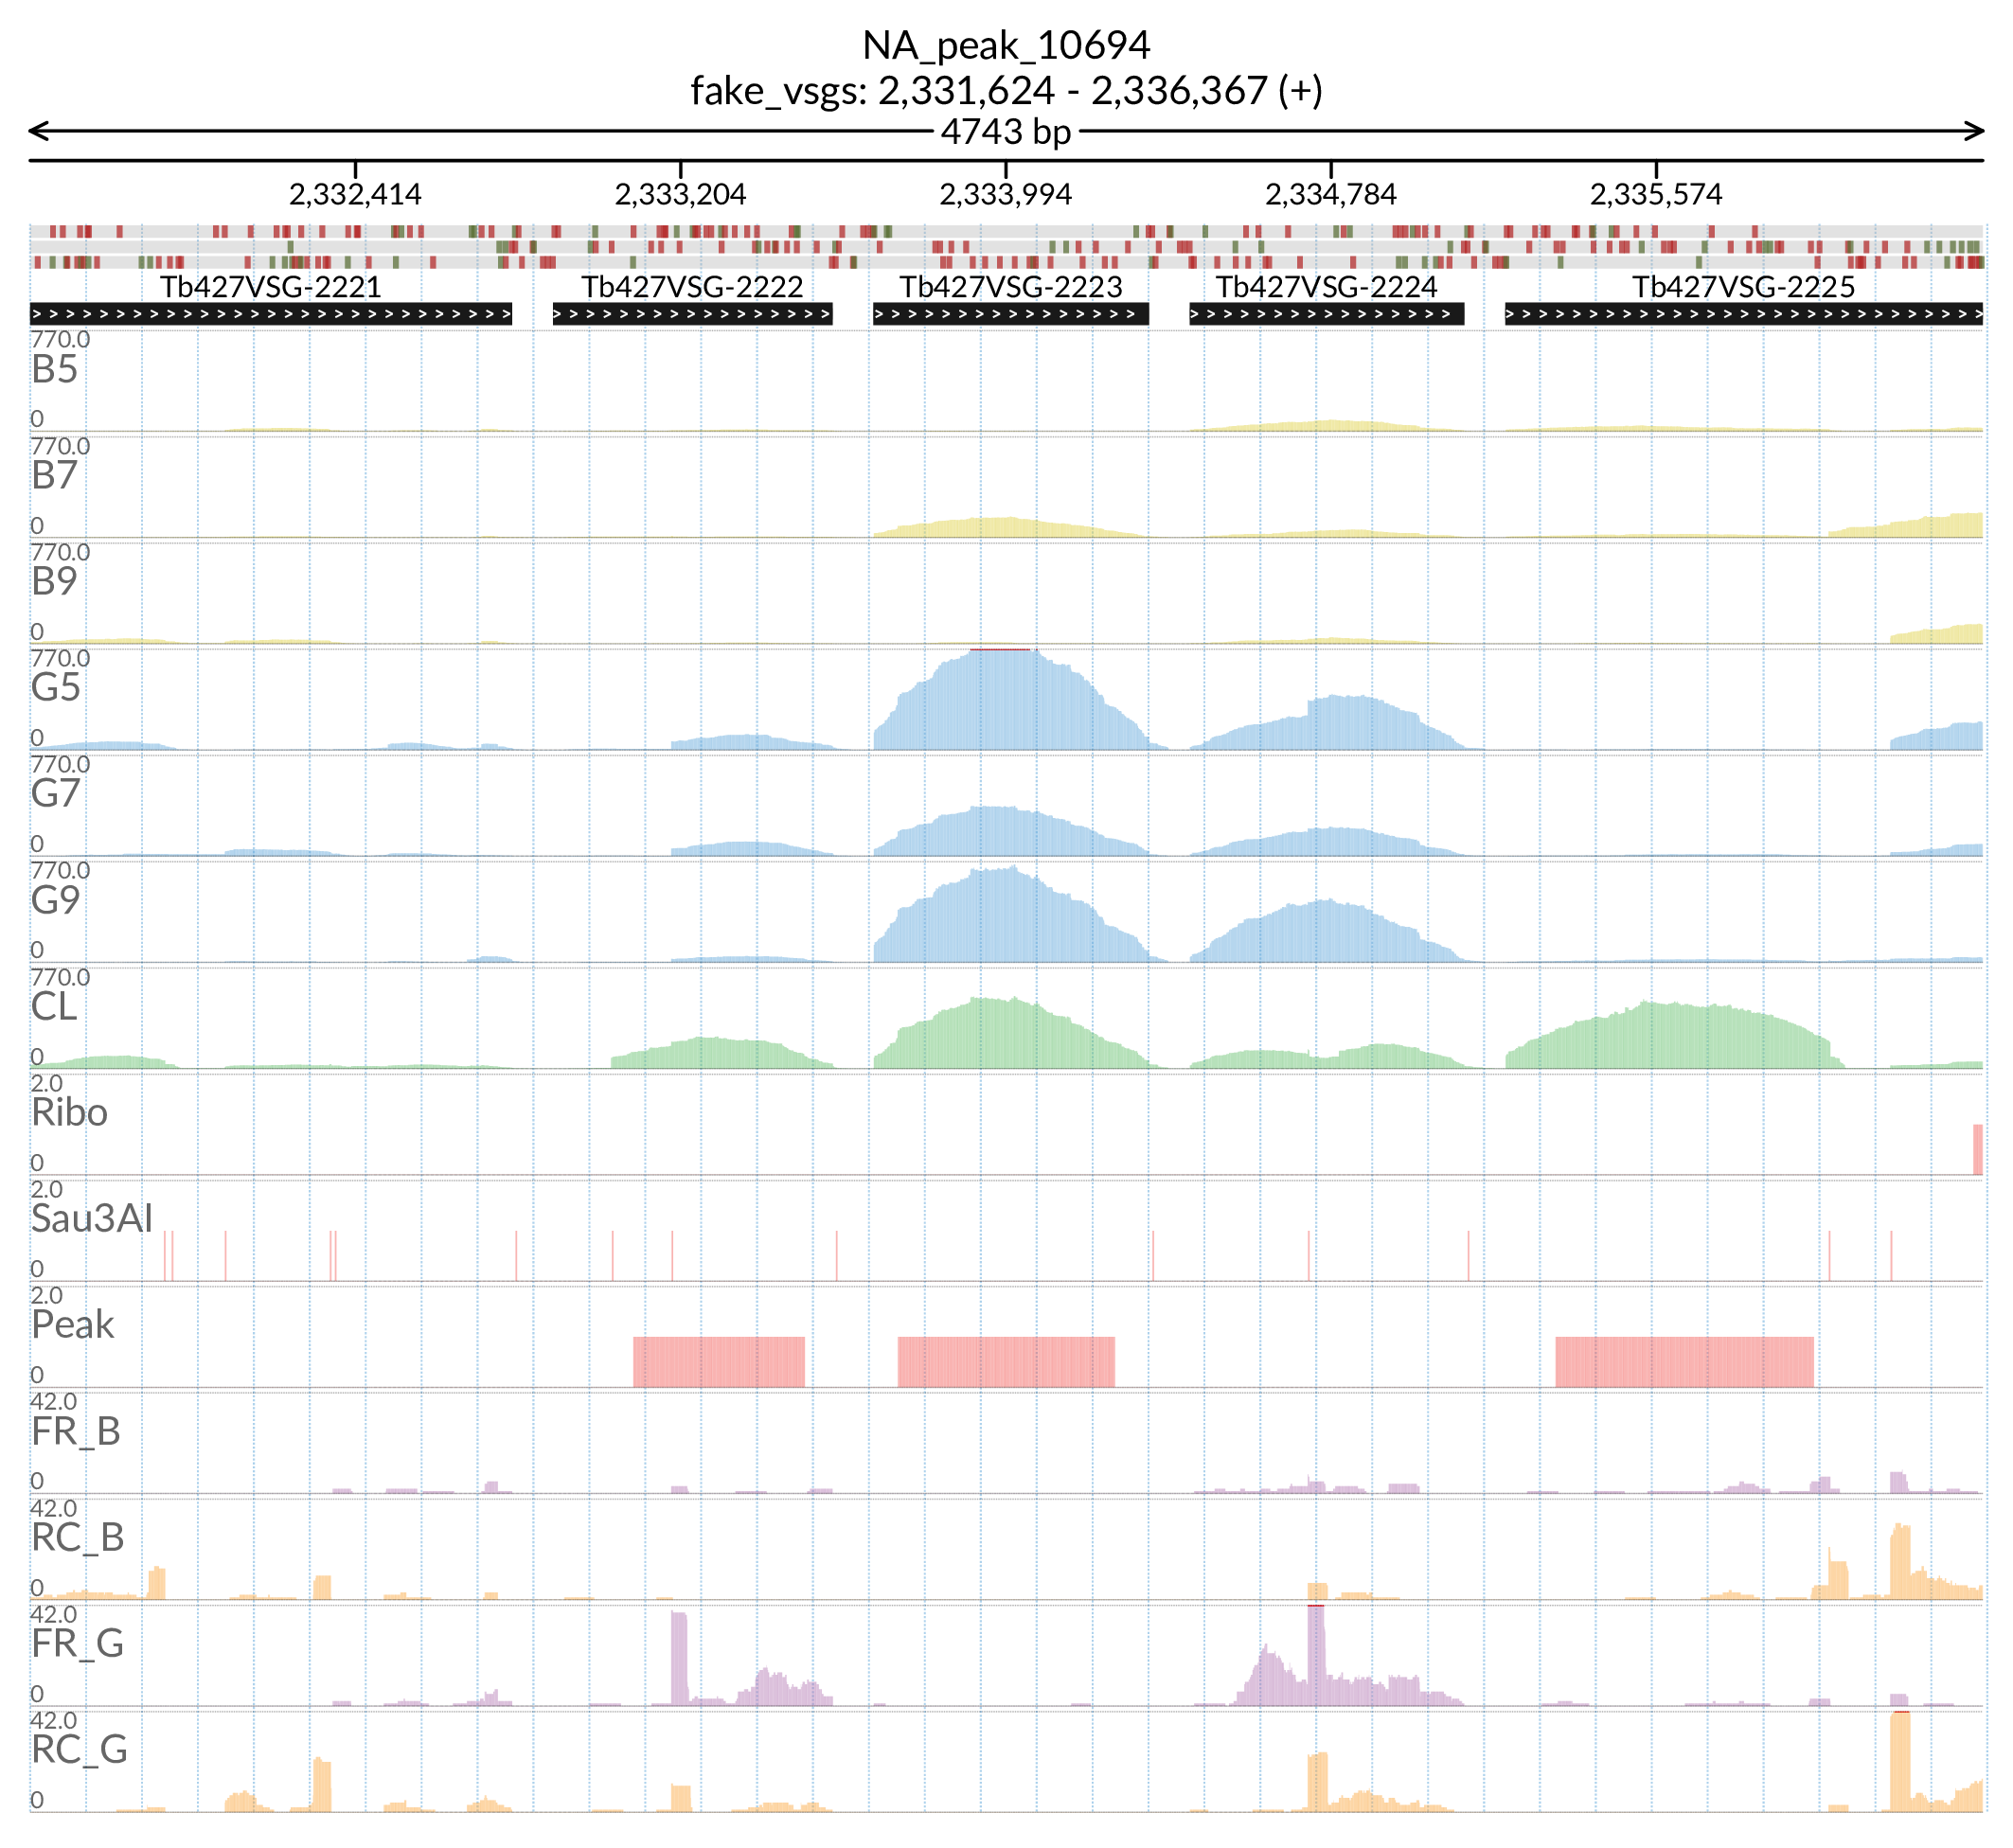 NA_peak_10694
fake_vsgs: 2,331,624 - 2,336,367 (+)
4743 bp
2,332,414 2,333,204 2,333,994 2,334,784 2,335,574
Tb427VSG-2221 Tb427VSG-2222 Tb427VSG-2223 Tb427VSG-2224 Tb427VSG-2225
770.0
B5
0
770.0
B7
0
770.0
B9
0
770.0
G5
0
770.0
G7
0
770.0
G9
0
770.0
CL
0
2.0
Ribo
0
2.0
Sau3AI
0
2.0
Peak
0
42.0
FR_B
0
42.0
RC_B
0
42.0
FR_G
0
42.0
RC_G
0